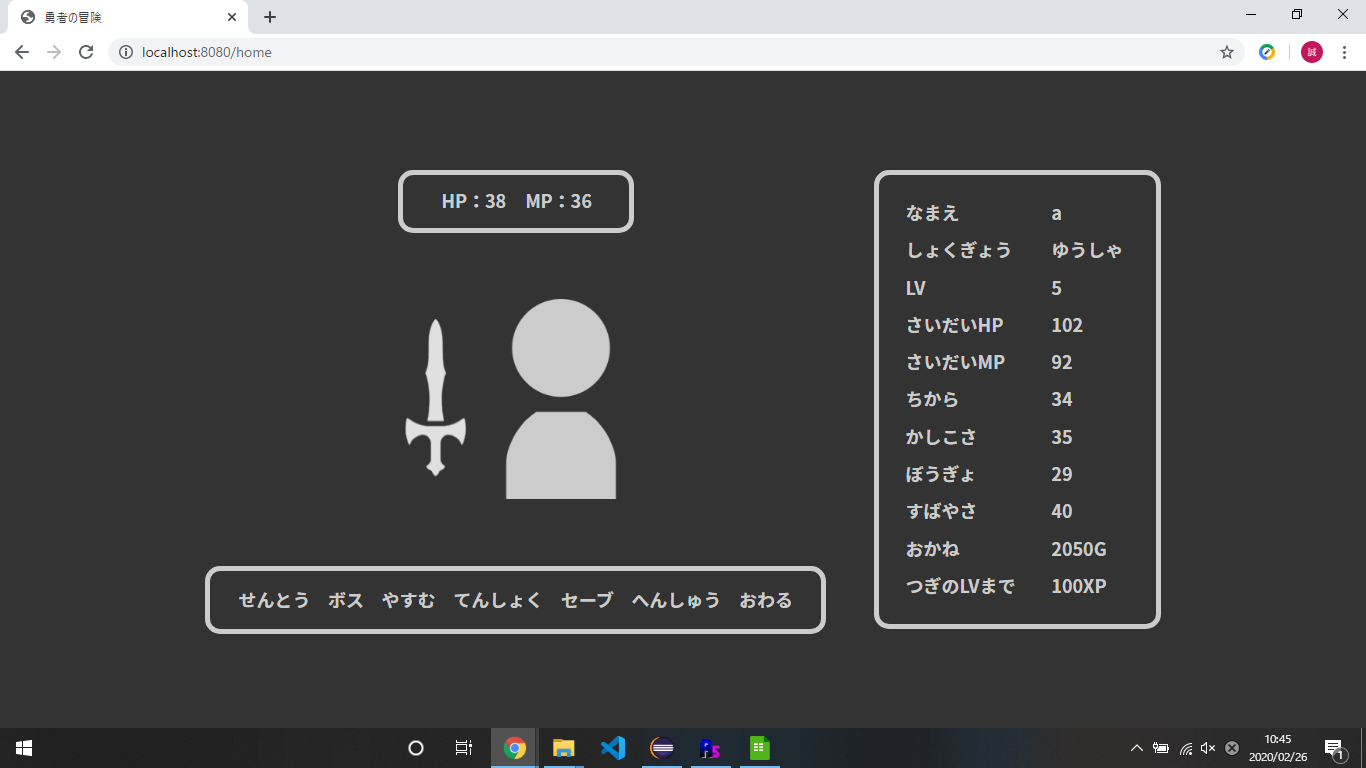 勇者の冒険
localhost:8080/home
誠
HP：38 MP：36
なまえ a
しょくぎょう ゆうしゃ
LV 5
さいだいHP 102
さいだいMP 92
ちから 34
かしこさ 35
ぼうぎょ 29
すばやさ 40
おかね 2050G
つぎのLVまで 100XP
せんとう ボス やすむ てんしょく セーブ へんしゅう おわる
10:45
2020/02/26
1